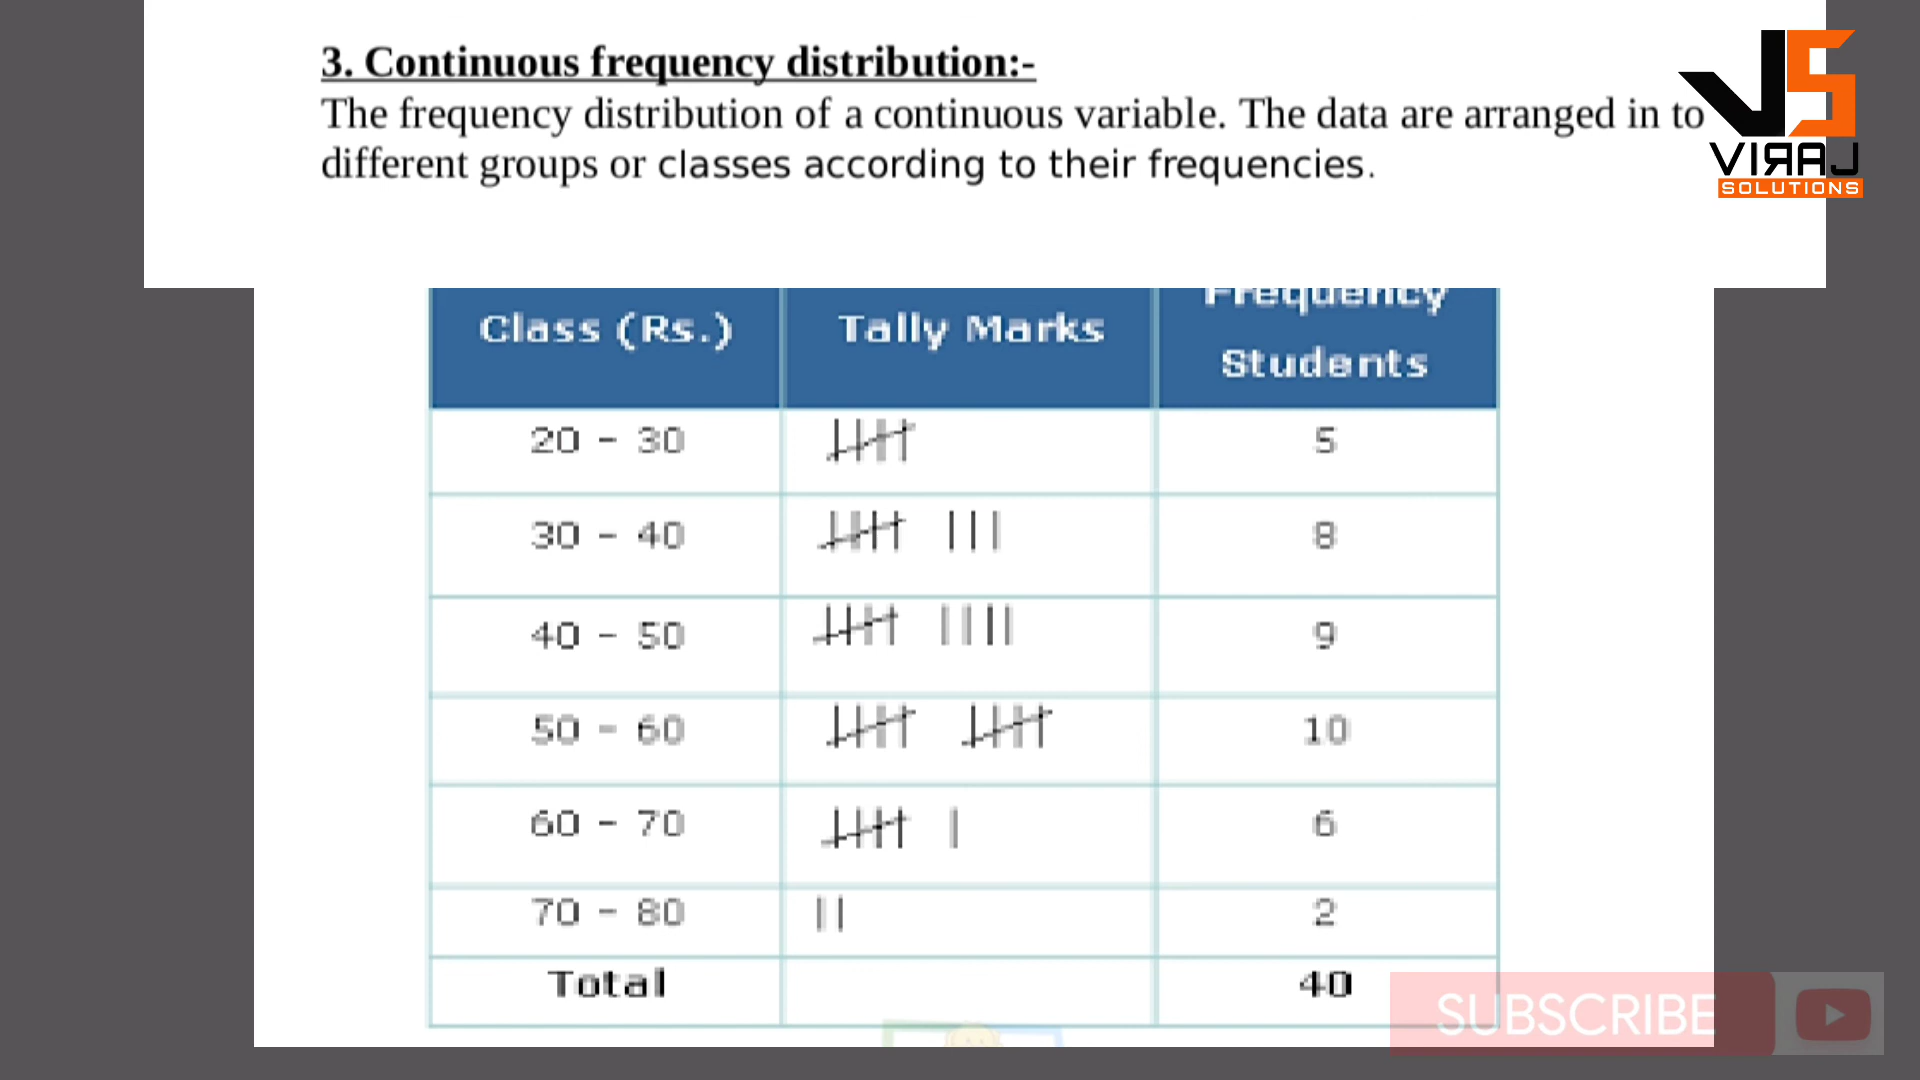 3. Continuous frequency distribution:-
The frequency distribution of a continuous variable. The data are arranged in to
different groups or classes according to their frequencies.
VS
VIRAJ
SOLUTIONS
Class (Rs.) Tally Marks Frequency
Students
20 - 30 5
30 - 40 8
40 - 50 9
50 - 60 10
60 - 70 6
70 - 80 2
Total 40
SUBSCRIBE